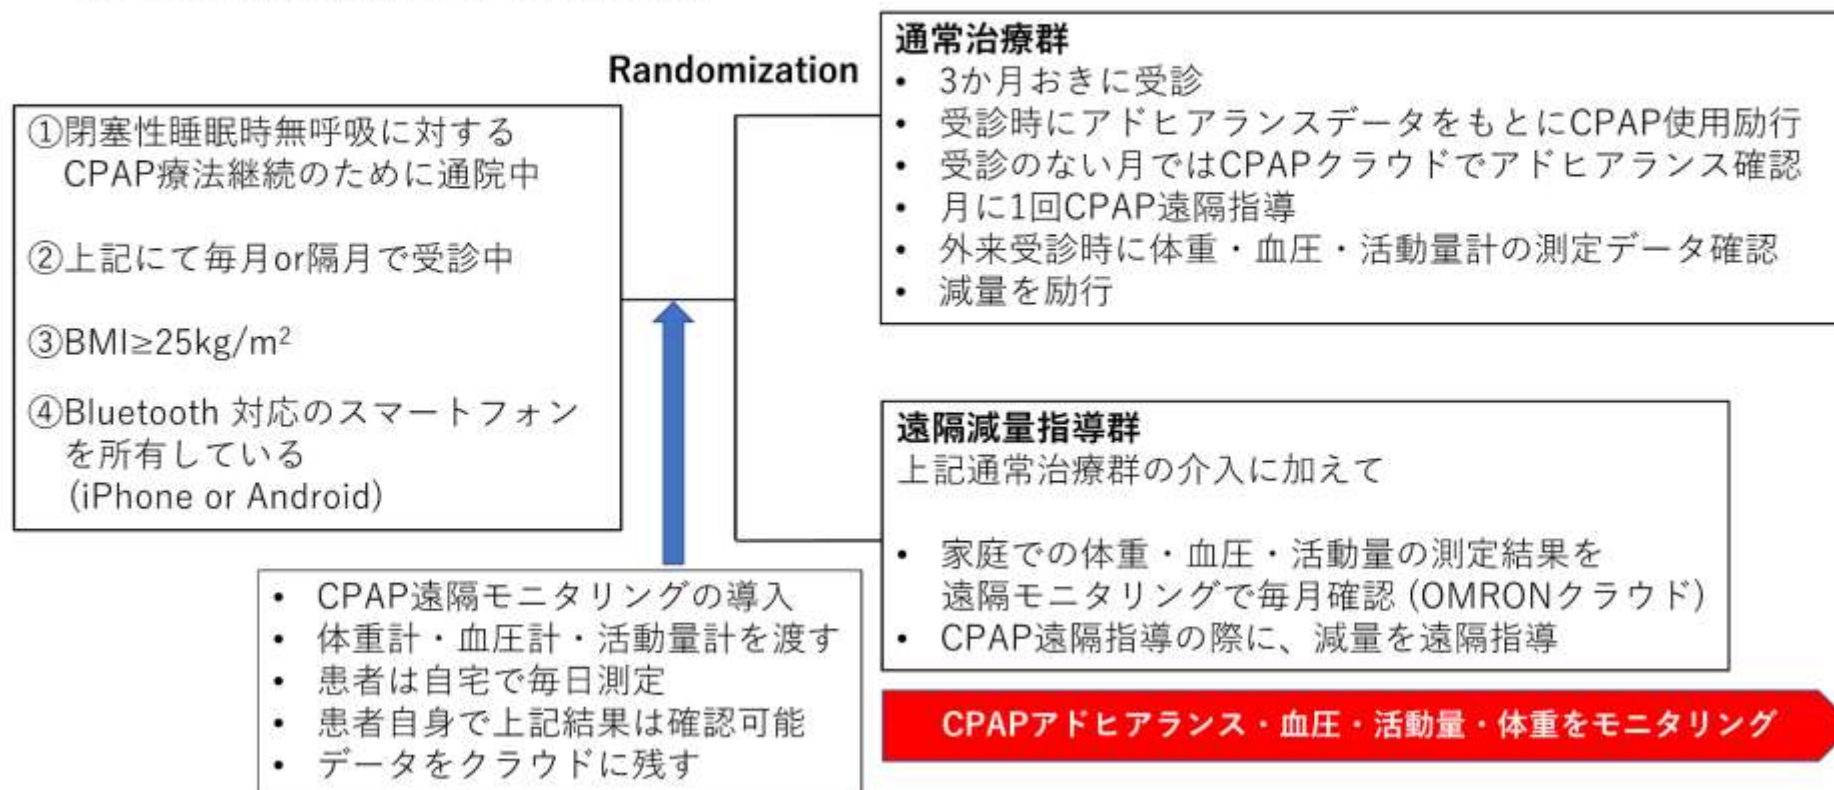 Randomization
①閉塞性睡眠時無呼吸に対する
CPAP療法継続のために通院中
②上記にて毎月or隔月で受診中
③BMI≥25kg/m²
④Bluetooth 対応のスマートフォン
を所有している
(iPhone or Android)
• CPAP遠隔モニタリングの導入
• 体重計・血圧計・活動量計を渡す
• 患者は自宅で毎日測定
• 患者自身で上記結果は確認可能
• データをクラウドに残す
通常治療群
• 3か月おきに受診
• 受診時にアドヒアランスデータをもとにCPAP使用励行
• 受診のない月ではCPAPクラウドでアドヒアランス確認
• 月に1回CPAP遠隔指導
• 外来受診時に体重・血圧・活動量計の測定データ確認
• 減量を励行
遠隔減量指導群
上記通常治療群の介入に加えて
• 家庭での体重・血圧・活動量の測定結果を
遠隔モニタリングで毎月確認 (OMRONクラウド)
• CPAP遠隔指導の際に、減量を遠隔指導
CPAPアドヒアランス・血圧・活動量・体重をモニタリング